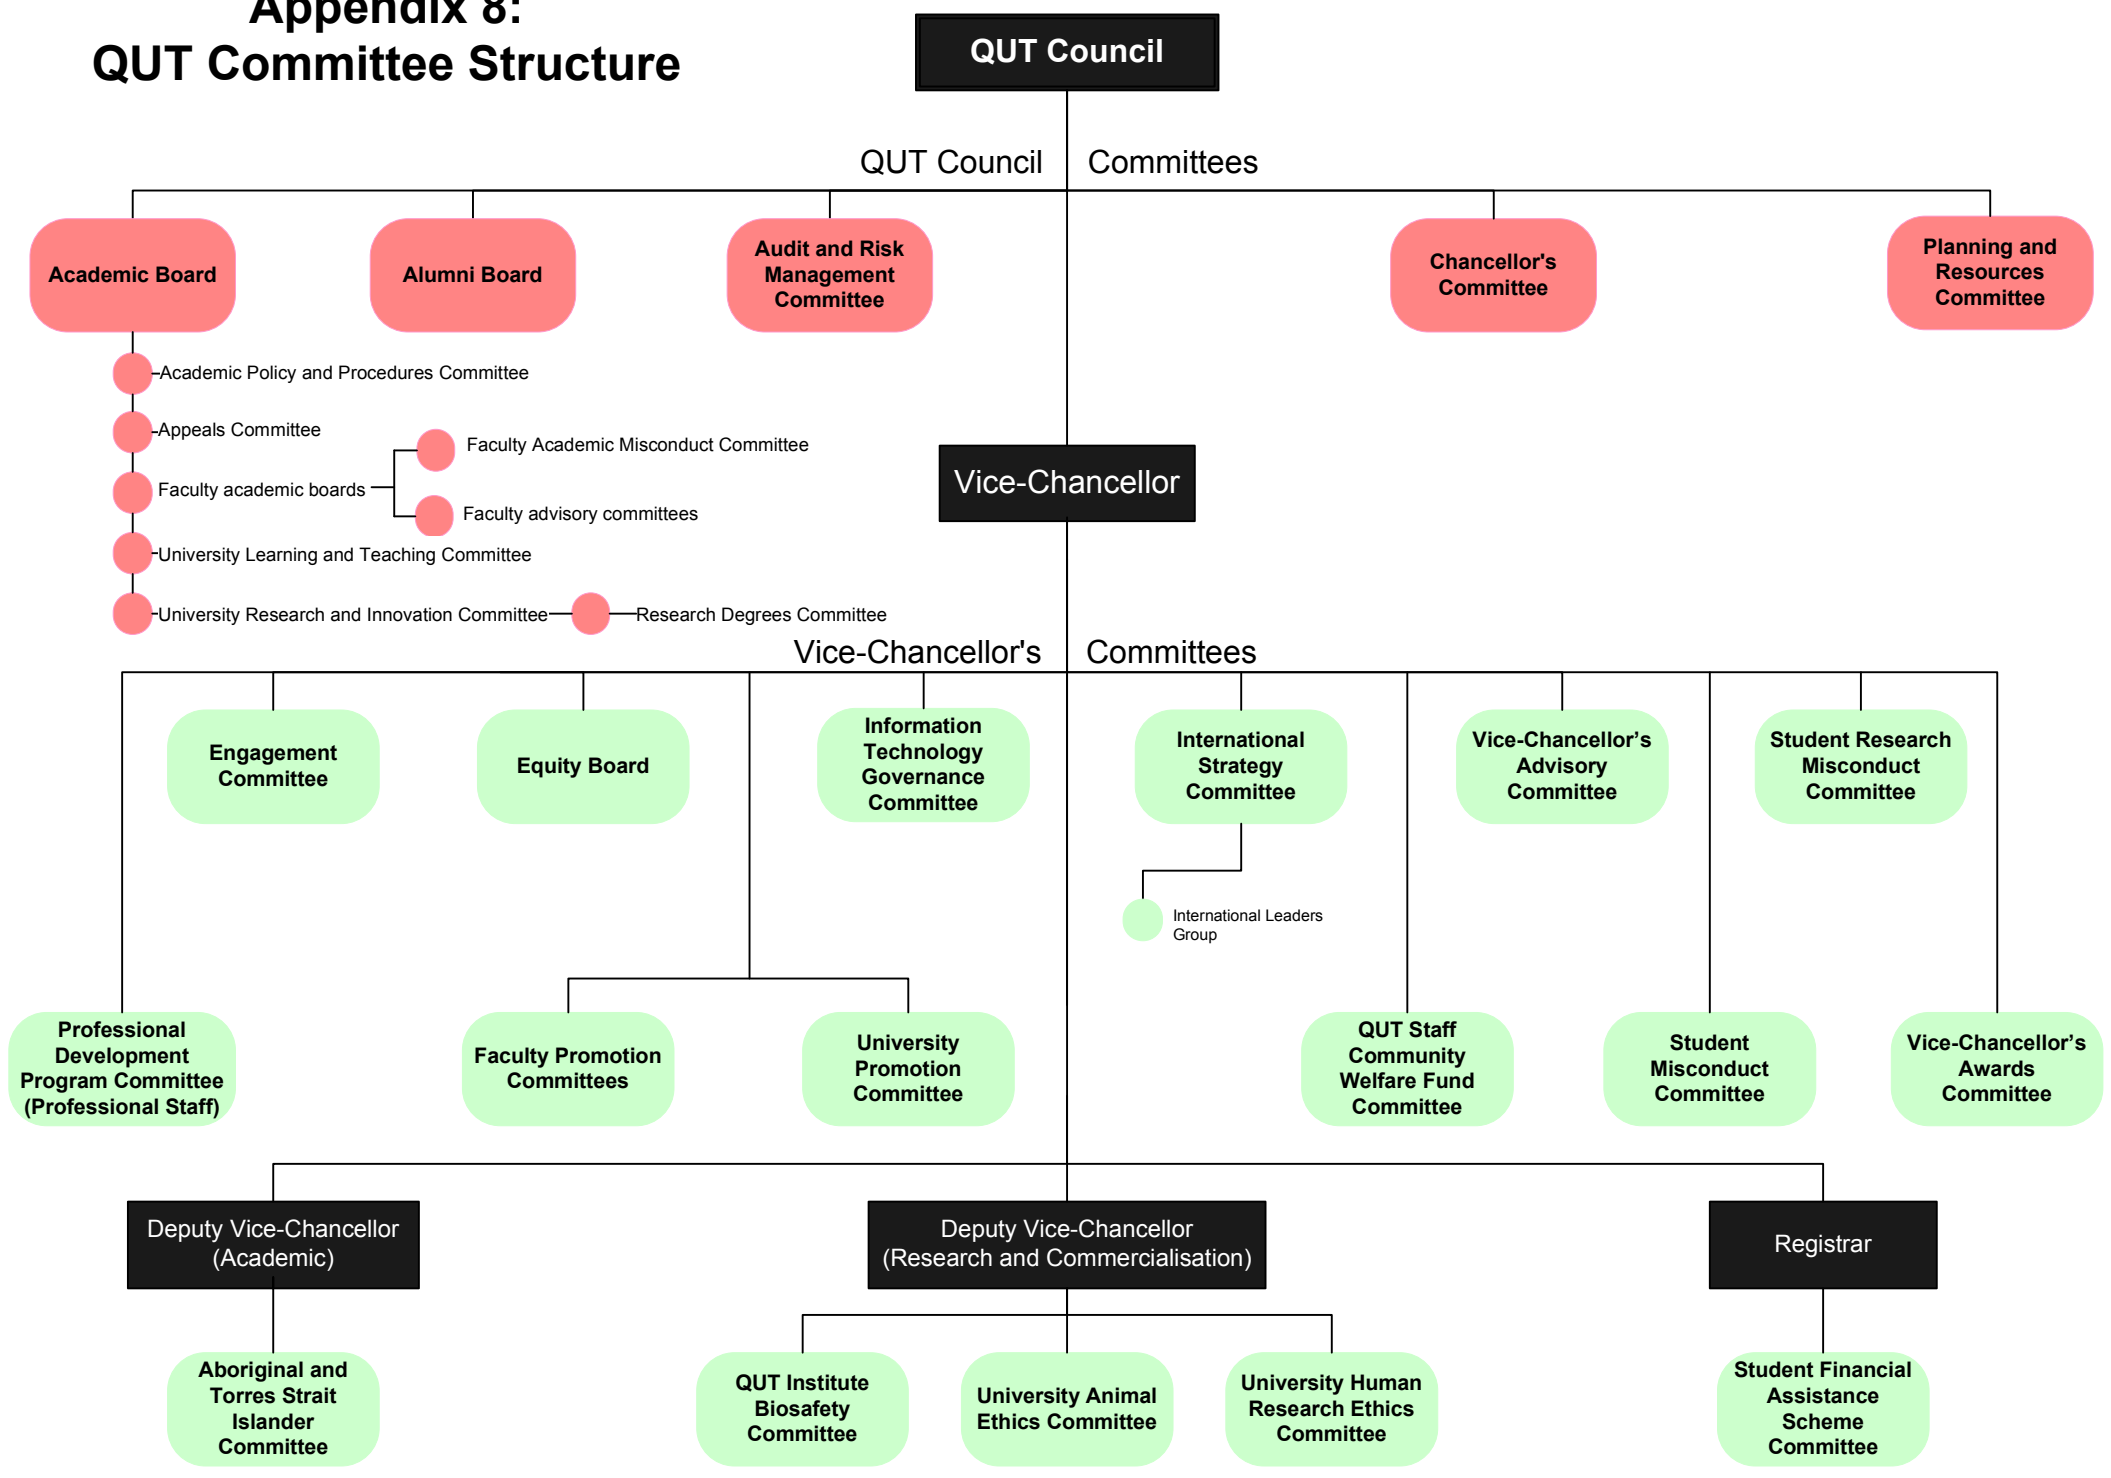 Appendix 8:
QUT Committee Structure
QUT Council
QUT Council Committees
Academic Board
Alumni Board
Audit and Risk
Management
Committee
Chancellor's
Committee
Planning and
Resources
Committee
Academic Policy and Procedures Committee
Appeals Committee
Faculty academic boards
Faculty Academic Misconduct Committee
Faculty advisory committees
University Learning and Teaching Committee
University Research and Innovation Committee
Research Degrees Committee
Vice-Chancellor
Vice-Chancellor's Committees
Engagement
Committee
Equity Board
Information
Technology
Governance
Committee
International
Strategy
Committee
Vice-Chancellor’s
Advisory
Committee
Student Research
Misconduct
Committee
International Leaders
Group
Professional
Development
Program Committee
(Professional Staff)
Faculty Promotion
Committees
University
Promotion
Committee
QUT Staff
Community
Welfare Fund
Committee
Student
Misconduct
Committee
Vice-Chancellor’s
Awards
Committee
Deputy Vice-Chancellor
(Academic)
Deputy Vice-Chancellor
(Research and Commercialisation)
Registrar
Aboriginal and
Torres Strait
Islander
Committee
QUT Institute
Biosafety
Committee
University Animal
Ethics Committee
University Human
Research Ethics
Committee
Student Financial
Assistance
Scheme
Committee